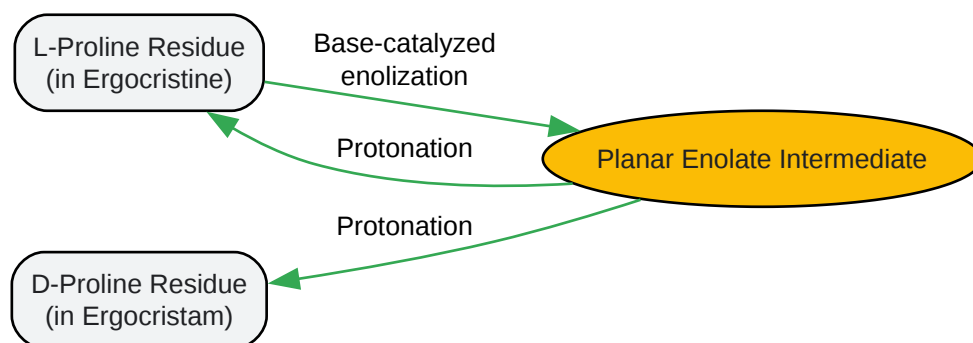 L-Proline Residue
(in Ergocristine)
Base-catalyzed
enolization
Protonation
Planar Enolate Intermediate
Protonation
D-Proline Residue
(in Ergocristam)